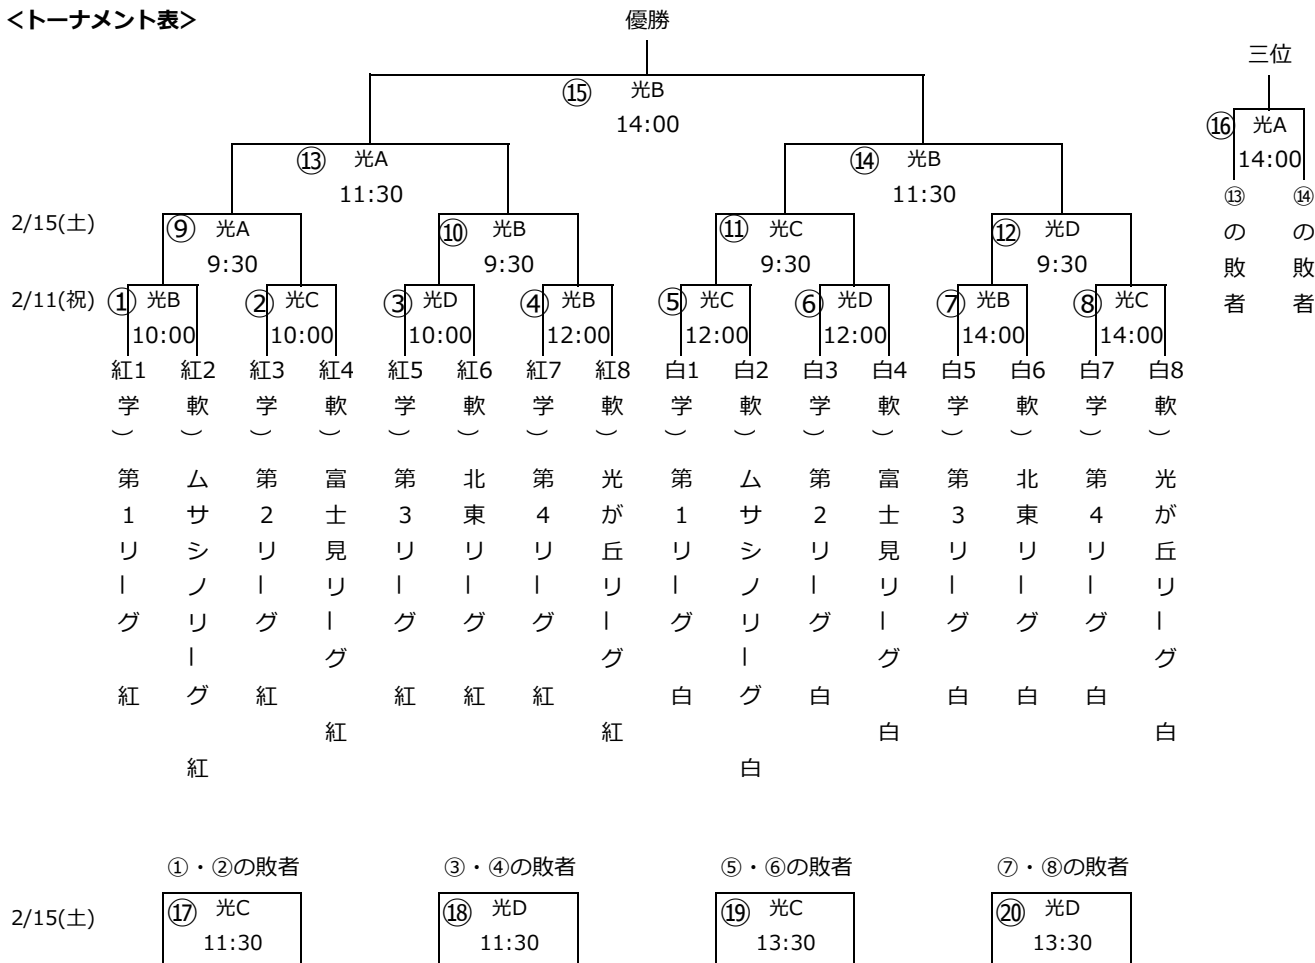 <トーナメント表>
優勝
三位
⑮ 光B
14:00
⑯ 光A
14:00
⑬の敗者
⑭の敗者
⑬ 光A
11:30
⑭ 光B
11:30
2/15(土)
⑨ 光A
9:30
⑩ 光B
9:30
⑪ 光C
9:30
⑫ 光D
9:30
2/11(祝)
① 光B
10:00
② 光C
10:00
③ 光D
10:00
④ 光B
12:00
⑤ 光C
12:00
⑥ 光D
12:00
⑦ 光B
14:00
⑧ 光C
14:00
紅1
学）第1リーグ 紅
紅2
軟）ムサシノリーグ 紅
紅3
学）第2リーグ 紅
紅4
軟）富士見リーグ 紅
紅5
学）第3リーグ 紅
紅6
軟）北東リーグ 紅
紅7
学）第4リーグ 紅
紅8
軟）光が丘リーグ 紅
白1
学）第1リーグ 白
白2
軟）ムサシノリーグ 白
白3
学）第2リーグ 白
白4
軟）富士見リーグ 白
白5
学）第3リーグ 白
白6
軟）北東リーグ 白
白7
学）第4リーグ 白
白8
軟）光が丘リーグ 白
①・②の敗者
③・④の敗者
⑤・⑥の敗者
⑦・⑧の敗者
2/15(土)
⑰ 光C
11:30
⑱ 光D
11:30
⑲ 光C
13:30
⑳ 光D
13:30